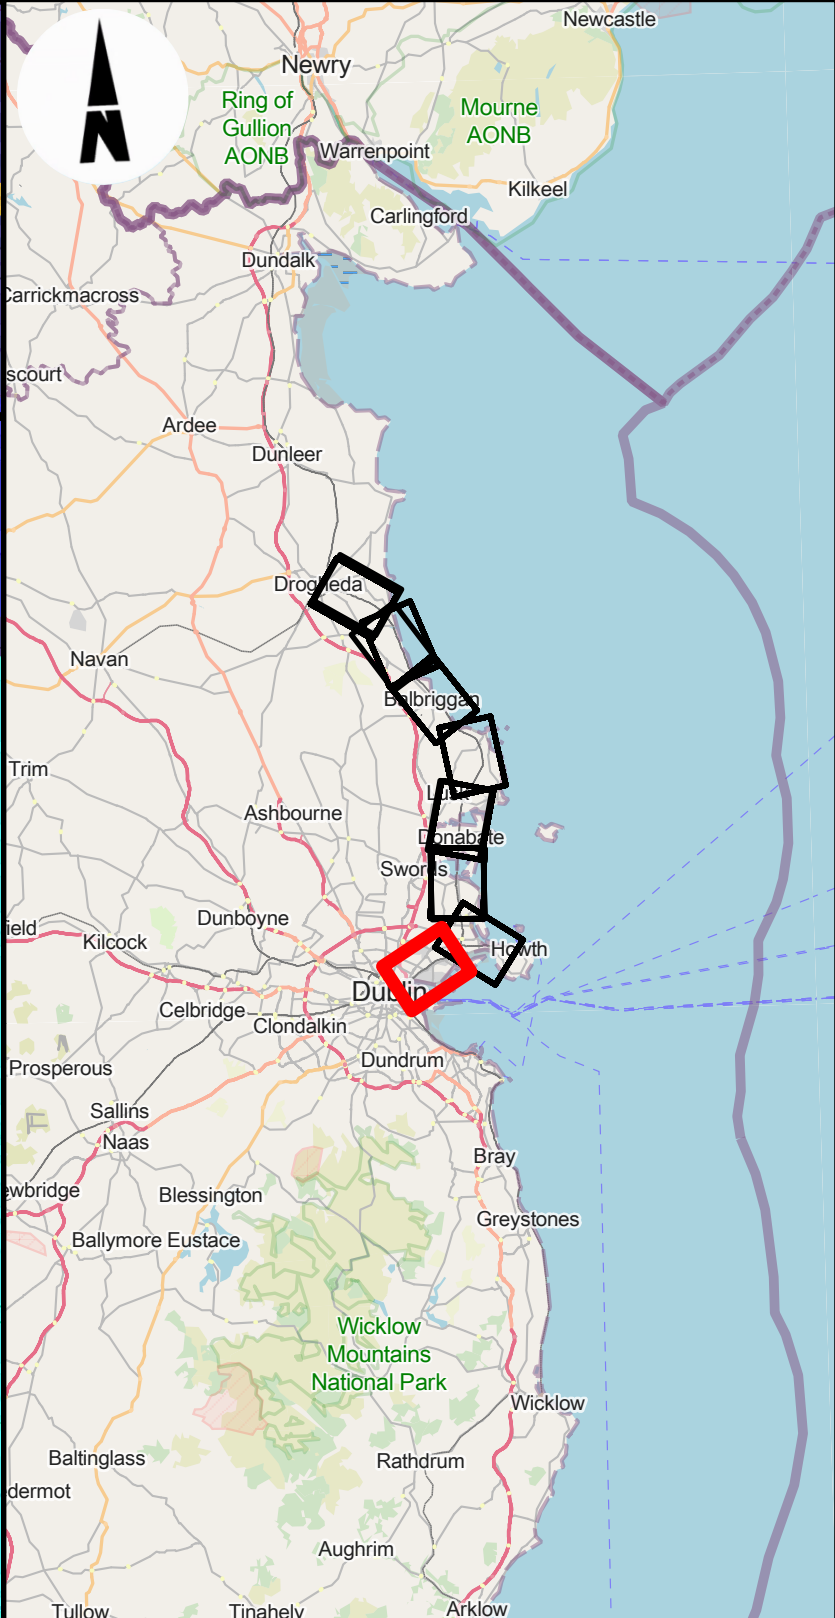 Newcastle
Newry
Ring of
Gullion
AONB
Mourne
AONB
N
Warrenpoint
Kilkeel
Carlingford
Dundalk
Carrickmacross
scourt
Ardee
Dunleer
Drogheda
Navan
Balbriggan
Trim
Lusk
Ashbourne
Donabate
Swords
Dunboyne
ield
Kilcock
Howth
Dublin
Celbridge
Clondalkin
Dundrum
Prosperous
Sallins
Naas
Bray
ewbridge
Blessington
Greystones
Ballymore Eustace
Wicklow
Mountains
National Park
Wicklow
Baltinglass
Rathdrum
dermot
Aughrim
Tullow
Tinahely
Arklow